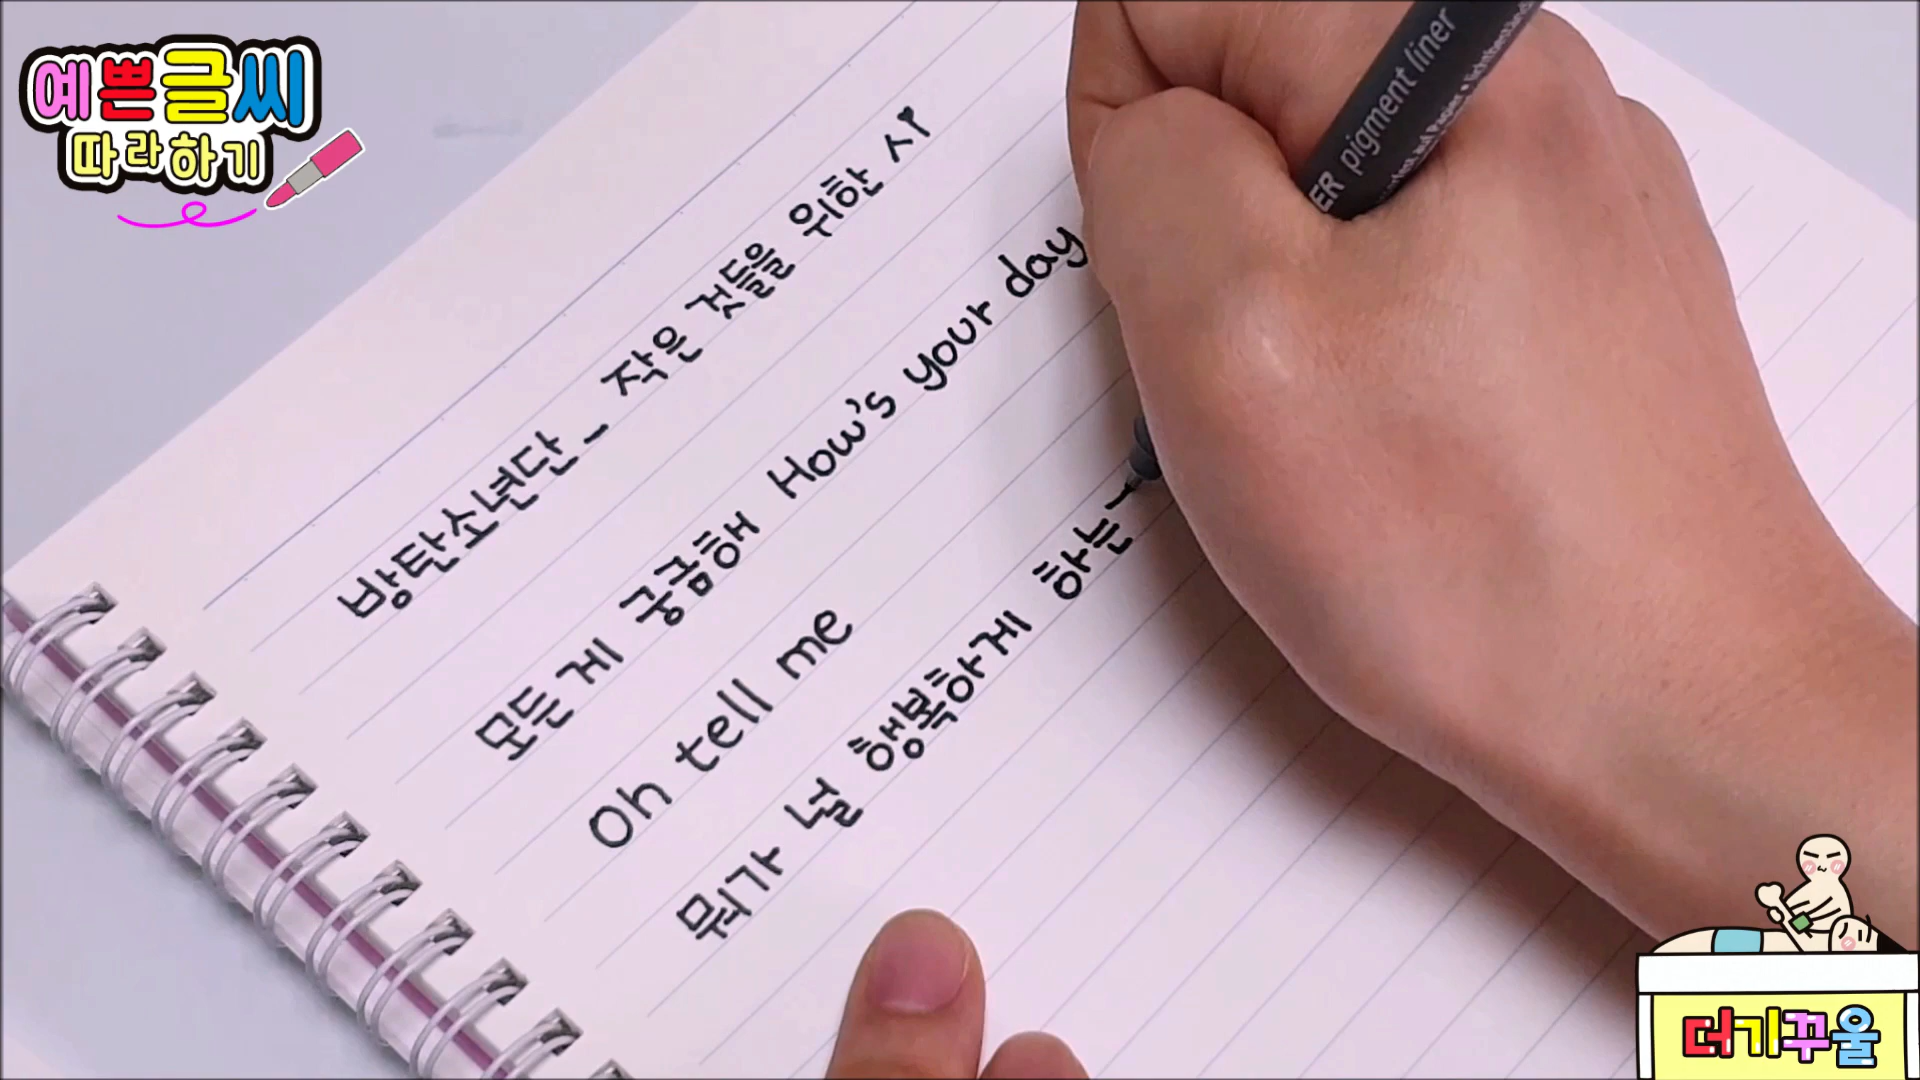 예쁜글씨
따라하기
방탄소년단 - 작은 것들을 위한 시
모든게 궁금해 How's your day
Oh tell me
뭐가 널 행복하게 하는
pigment liner
더기꾸울